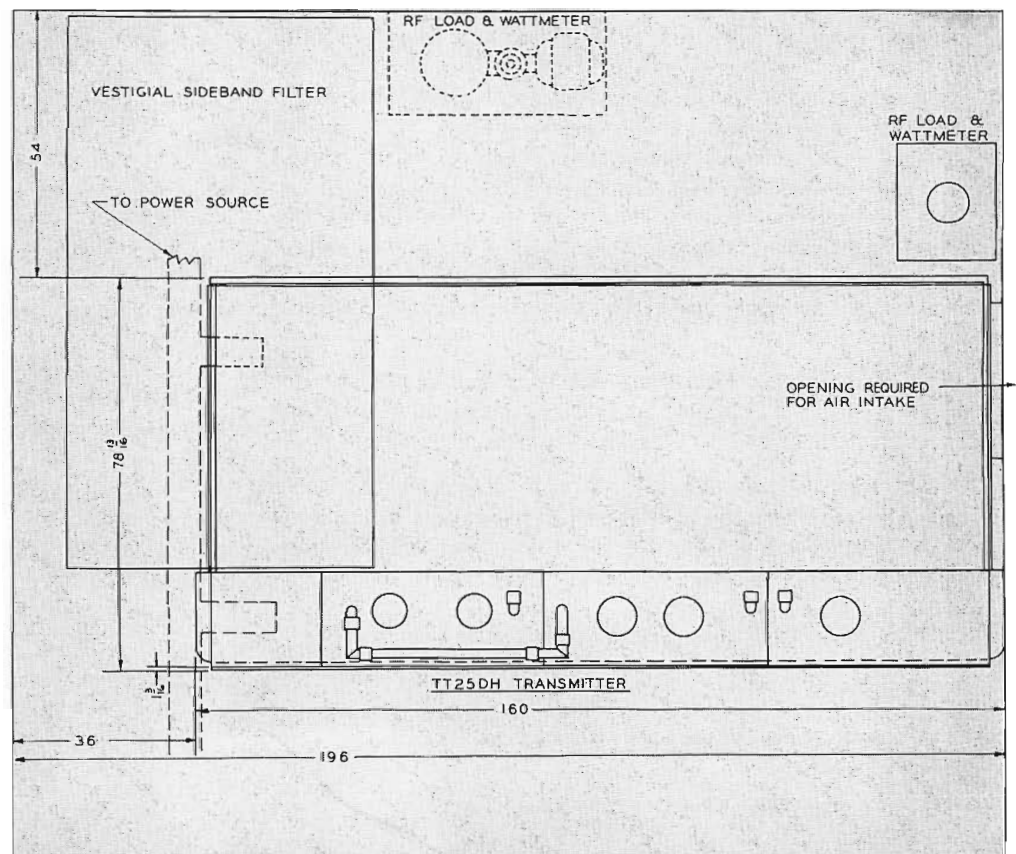 RF LOAD & WATTMETER
VESTIGIAL SIDEBAND FILTER
RF LOAD &
WATTMETER
54
TO POWER SOURCE
OPENING REQUIRED
FOR AIR INTAKE
78 13/16
1 3/16
TT25DH TRANSMITTER
160
36
196